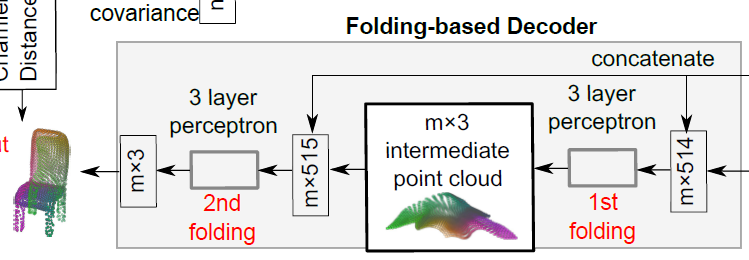 covariance
n
Chamfer
Distance
Folding-based Decoder
concatenate
3 layer
perceptron
3 layer
perceptron
m×3
intermediate
point cloud
m×3
m×515
m×514
2nd
folding
1st
folding